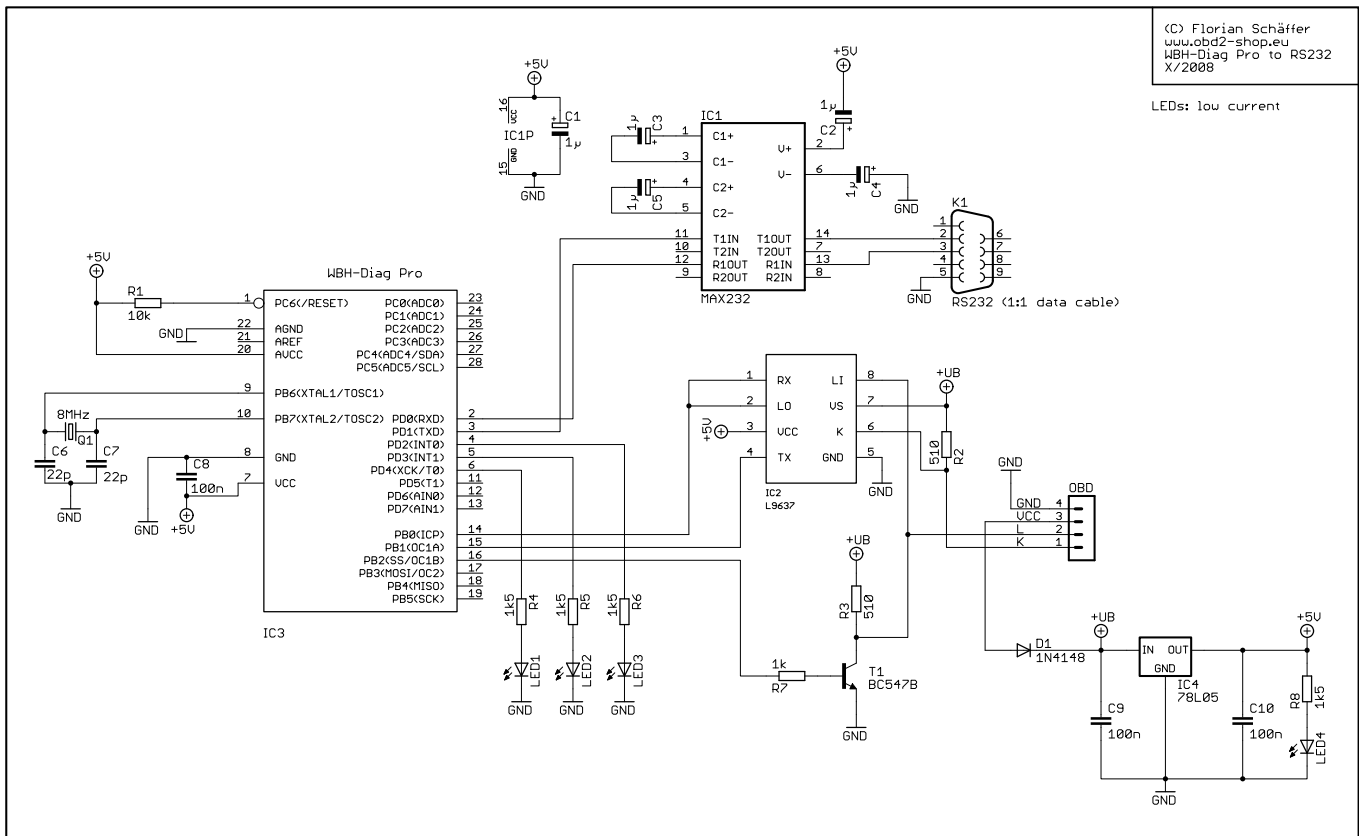 (C) Florian Schäffer
www.obd2-shop.eu
WBH-Diag Pro to RS232
X/2008
LEDs: low current
+5V
16
VCC
IC1P
GND
15
C1
1µ
GND
IC1
1µ
C3
1µ
C5
1 C1+
3 C1-
4 C2+
5 C2-
11 T1IN
10 T2IN
12 R1OUT
9 R2OUT
V+ 2
V- 6
T1OUT 14
T2OUT 7
R1IN 13
R2IN 8
MAX232
+5V
1µ
C2
1µ
C4
GND
K1
1
2
3
4
5
6
7
8
9
GND
RS232 (1:1 data cable)
+5V
R1
10k
GND
WBH-Diag Pro
1 PC6(/RESET)
22 AGND
21 AREF
20 AVCC
9 PB6(XTAL1/TOSC1)
10 PB7(XTAL2/TOSC2)
8 GND
7 VCC
PC0(ADC0) 23
PC1(ADC1) 24
PC2(ADC2) 25
PC3(ADC3) 26
PC4(ADC4/SDA) 27
PC5(ADC5/SCL) 28
PD0(RXD) 2
PD1(TXD) 3
PD2(INT0) 4
PD3(INT1) 5
PD4(XCK/T0) 6
PD5(T1) 11
PD6(AIN0) 12
PD7(AIN1) 13
PB0(ICP) 14
PB1(OC1A) 15
PB2(SS/OC1B) 16
PB3(MOSI/OC2) 17
PB4(MISO) 18
PB5(SCK) 19
IC3
8MHz
Q1
C6
22p
C7
22p
GND
C8
100n
GND
+5V
1 RX
2 LO
3 VCC
4 TX
LI 8
VS 7
K 6
GND 5
+5V
IC2
L9637
GND
+UB
510
R2
GND
OBD
GND 4
VCC 3
L 2
K 1
1k5
R4
1k5
R5
1k5
R6
LED1
LED2
LED3
GND
GND
GND
+UB
R3
510
1k
R7
T1
BC547B
GND
D1
1N4148
+UB
IN OUT
GND
IC4
78L05
C9
100n
C10
100n
+5V
R8
1k5
LED4
GND